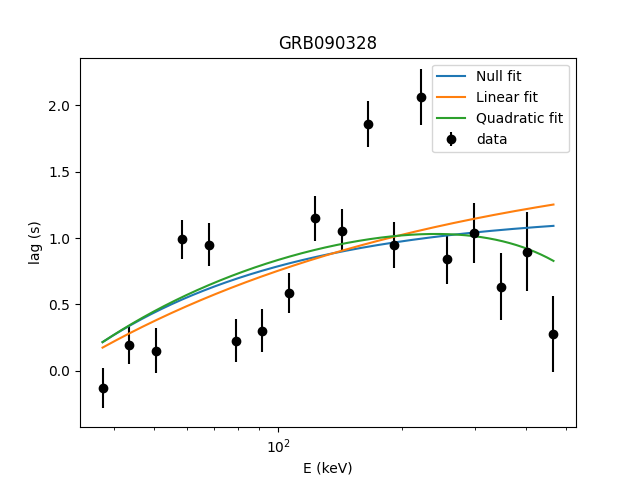 GRB090328
Null fit
Linear fit
Quadratic fit
data
lag (s)
2.0
1.5
1.0
0.5
0.0
10²
E (keV)